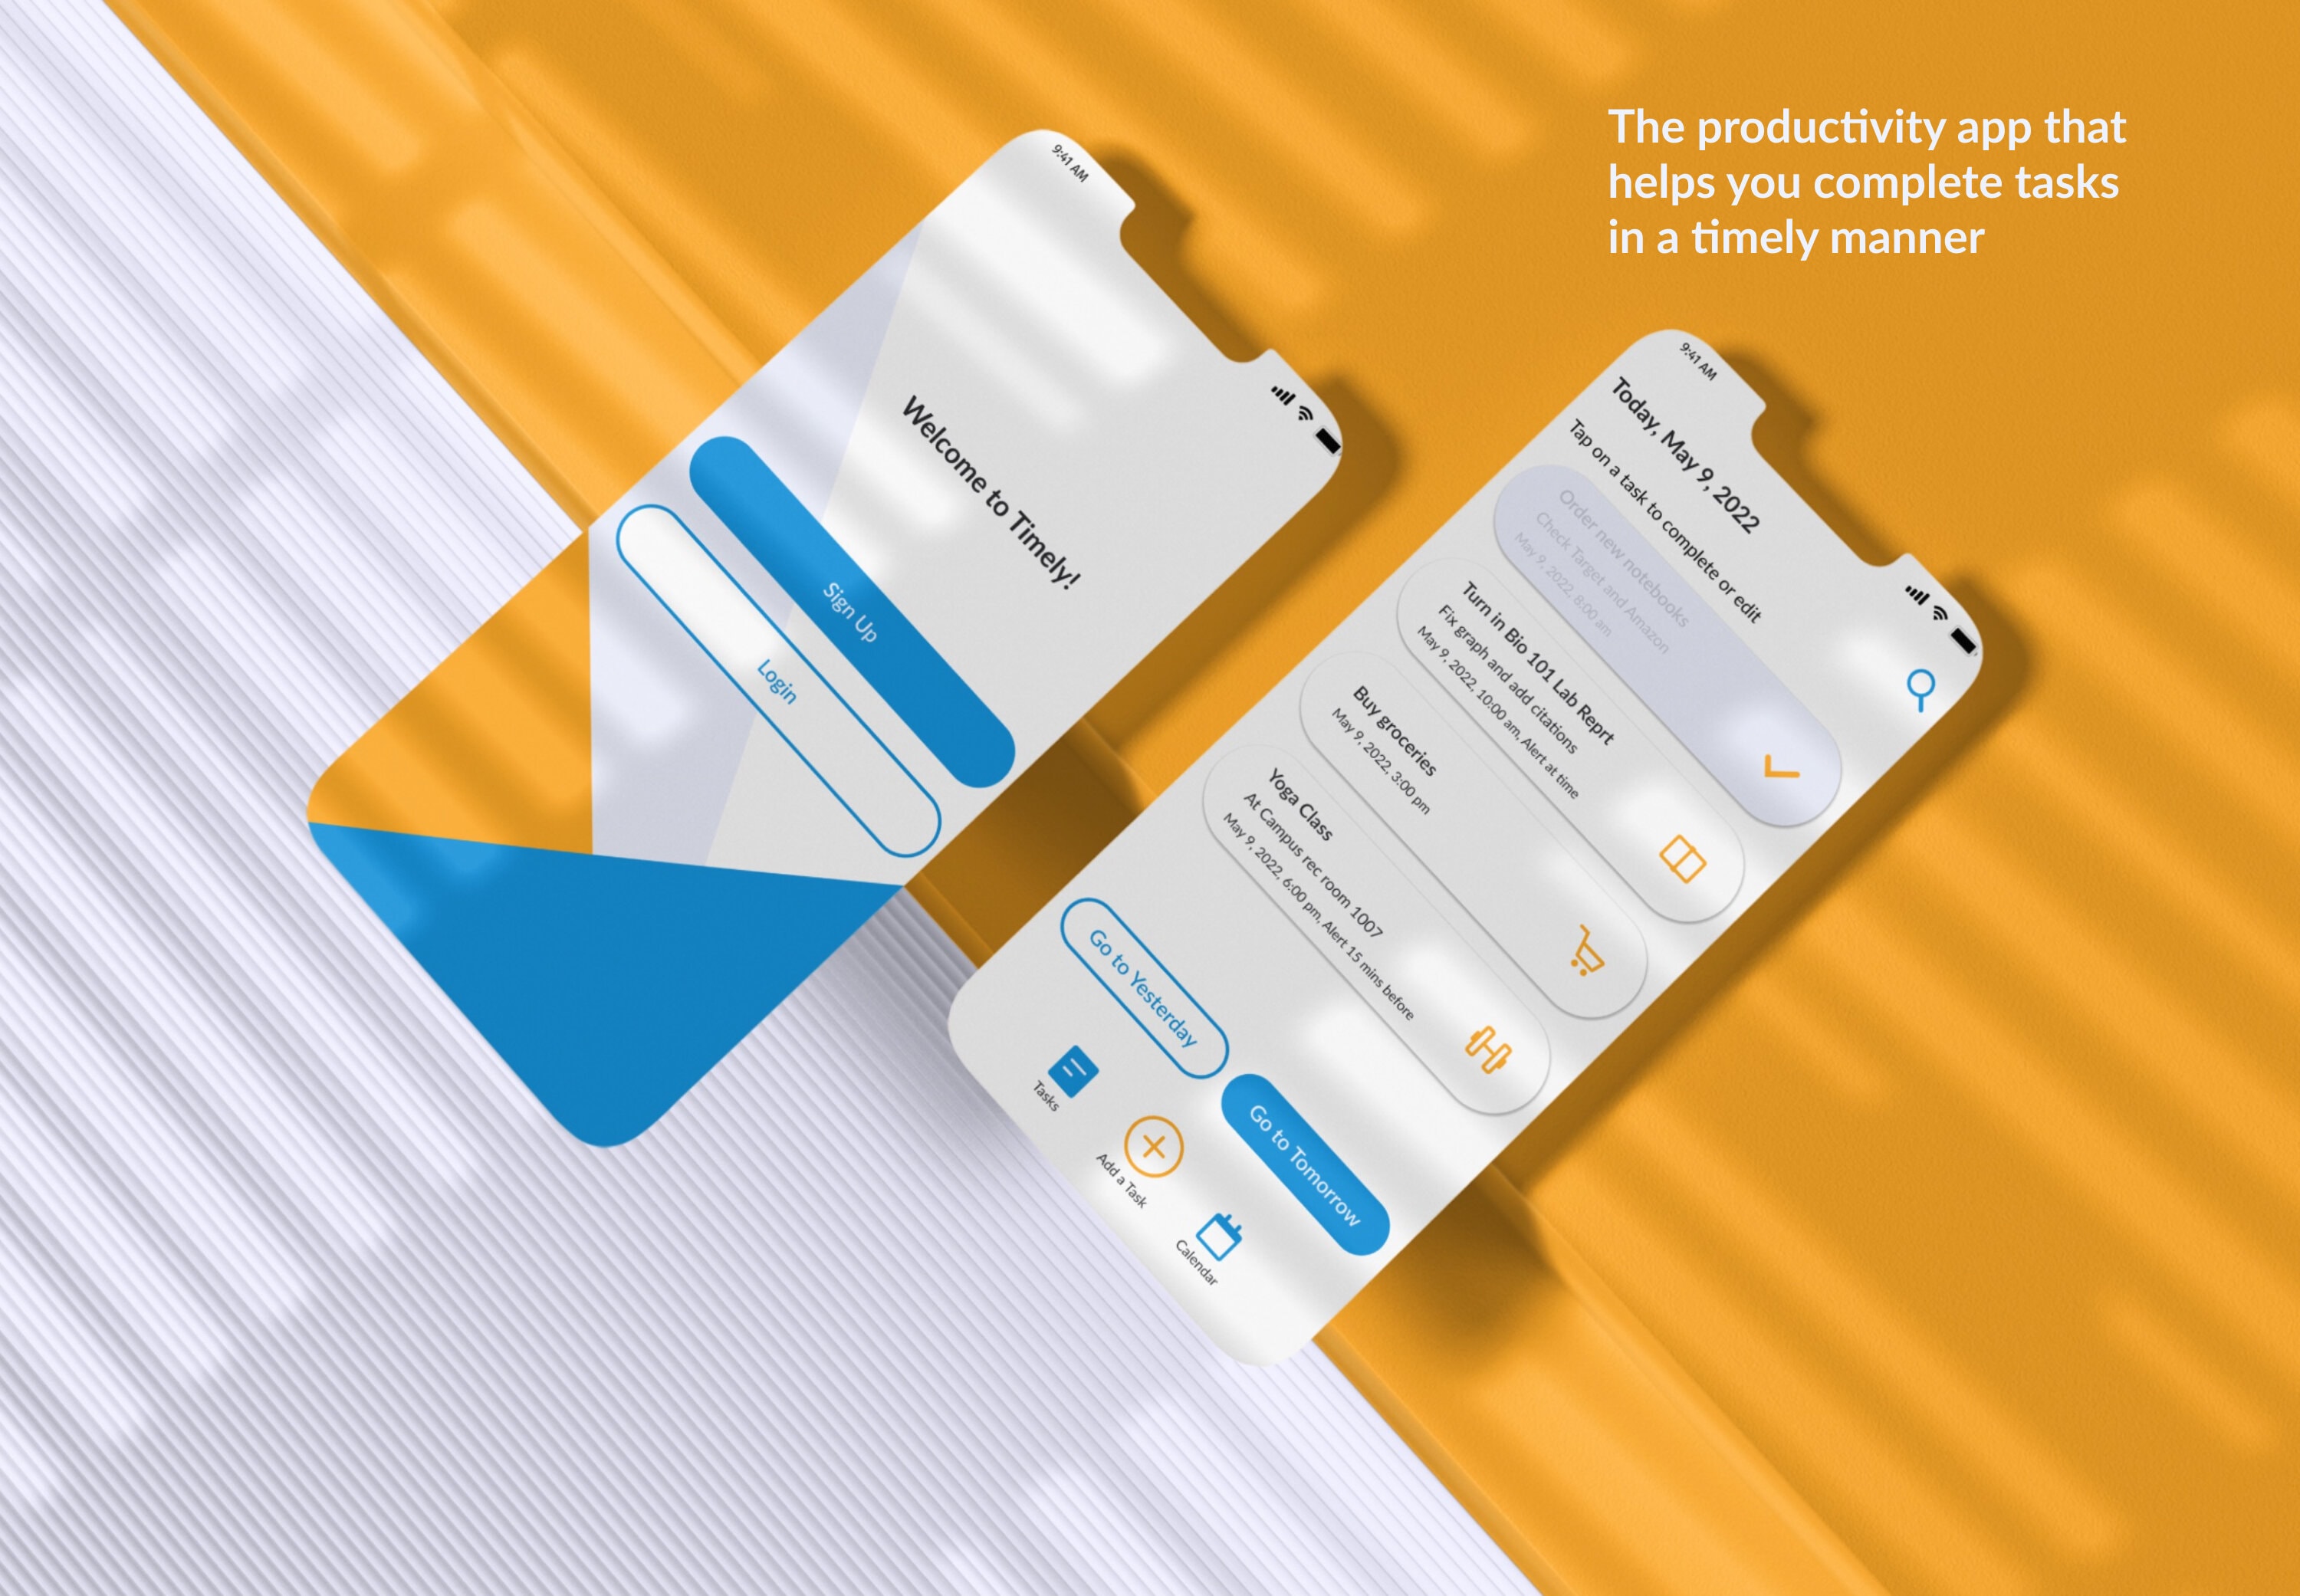 The productivity app that
helps you complete tasks
in a timely manner
9:41 AM
Welcome to Timely!
Sign Up
Login
9:41 AM
Today, May 9, 2022
Tap on a task to complete or edit
Order new notebooks
Check Target and Amazon
May 9, 2022, 8:00 am
Turn in Bio 101 Lab Reprt
Fix graph and add citations
May 9, 2022, 10:00 am, Alert at time
Buy groceries
May 9, 2022, 3:00 pm
Yoga Class
At Campus rec room 1007
May 9, 2022, 6:00 pm, Alert 15 mins before
Go to Yesterday
Go to Tomorrow
Tasks
Add a Task
Calendar